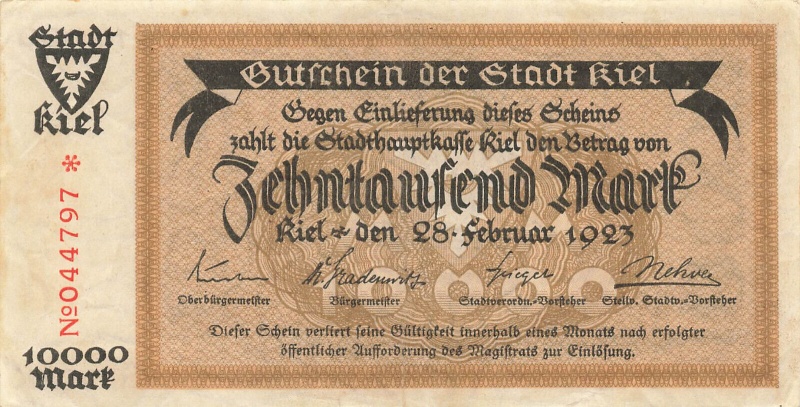 Stadt
Kiel
No 044797 *
10000
Mark
Gutschein der Stadt Kiel
Gegen Einlieferung dieses Scheins
zahlt die Stadthauptkasse Kiel den Betrag von
Zehntausend Mark
Kiel * den 28. Februar 1923
Oberbürgermeister
Bürgermeister
Stadtverordn.-Vorsteher
Stellv. Stadtv.-Vorsteher
Dieser Schein verliert seine Gültigkeit innerhalb eines Monats nach erfolgter
öffentlicher Aufforderung des Magistrats zur Einlösung.